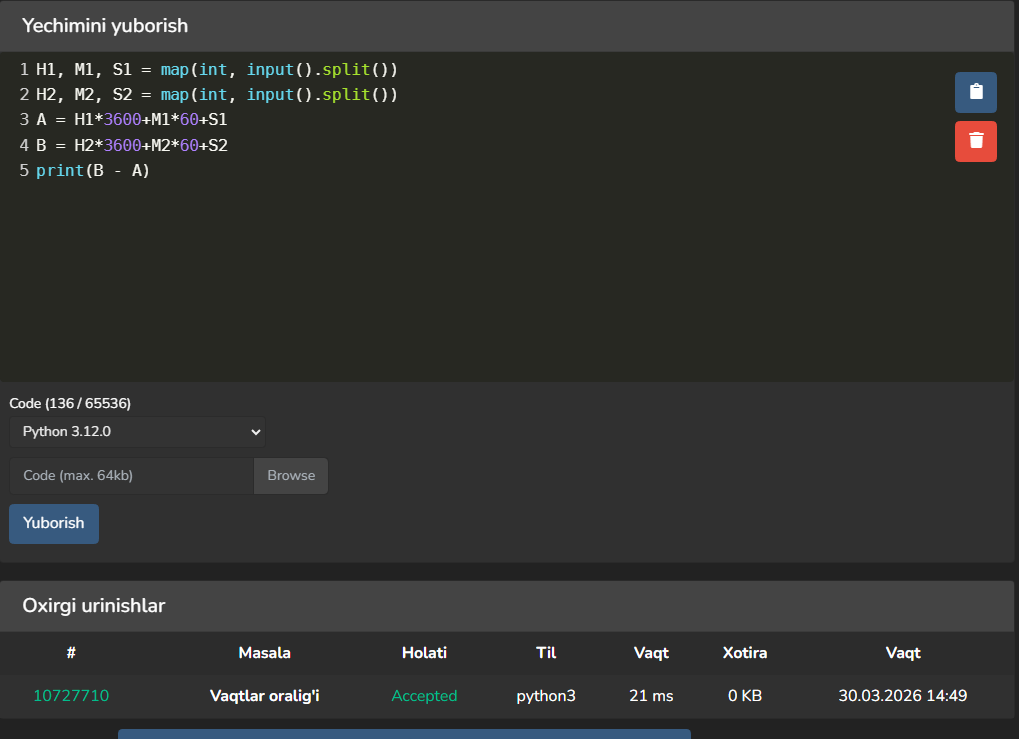 Yechimini yuborish
1 H1, M1, S1 = map(int, input().split())
2 H2, M2, S2 = map(int, input().split())
3 A = H1*3600+M1*60+S1
4 B = H2*3600+M2*60+S2
5 print(B - A)
Code (136 / 65536)
Python 3.12.0
Code (max. 64kb) Browse
Yuborish
Oxirgi urinishlar
# Masala Holati Til Vaqt Xotira Vaqt
10727710 Vaqtlar oralig'i Accepted python3 21 ms 0 KB 30.03.2026 14:49